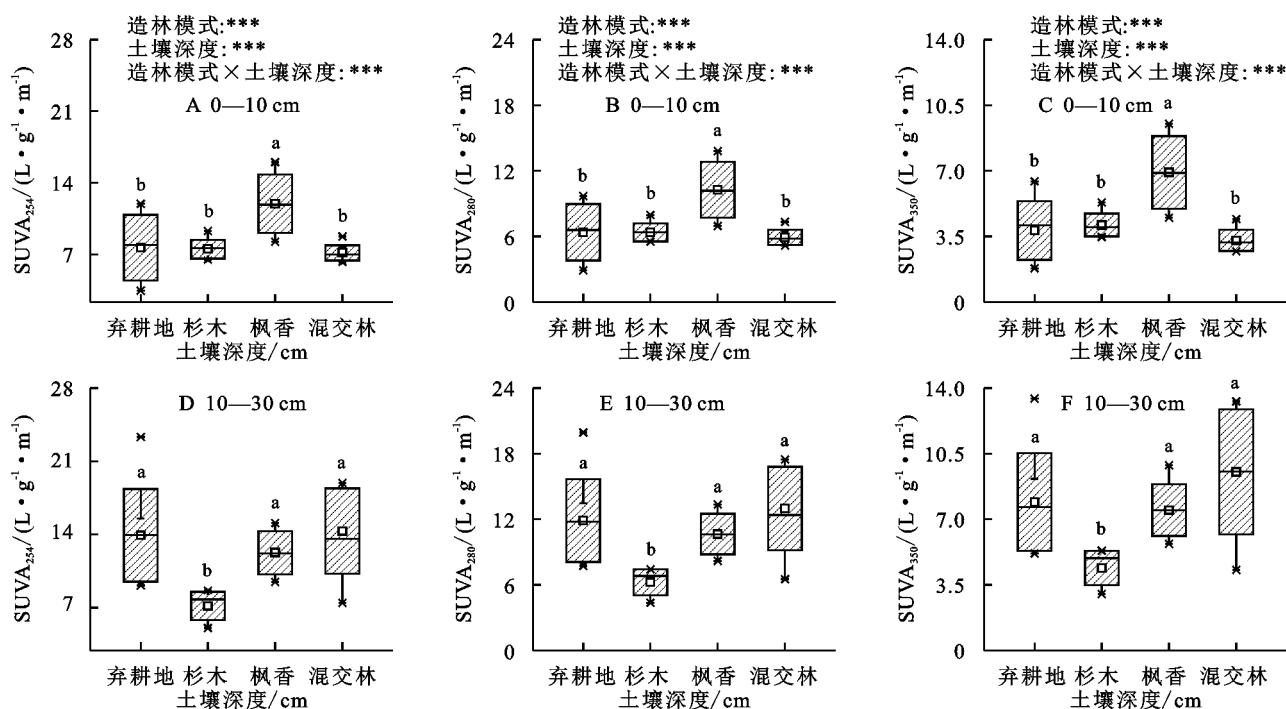 造林模式:***
土壤深度:***
造林模式×土壤深度:***
A 0—10 cm
28
21
14
7
SUVA₂₅₄/(L·g⁻¹·m⁻¹)
b
b
a
b
弃耕地 杉木 枫香 混交林
土壤深度/cm
造林模式:***
土壤深度:***
造林模式×土壤深度:***
B 0—10 cm
24
18
12
6
0
SUVA₂₈₀/(L·g⁻¹·m⁻¹)
b
b
a
b
弃耕地 杉木 枫香 混交林
土壤深度/cm
造林模式:***
土壤深度:***
造林模式×土壤深度:***
C 0—10 cm
14.0
10.5
7.0
3.5
0
SUVA₃₅₀/(L·g⁻¹·m⁻¹)
b
b
a
b
弃耕地 杉木 枫香 混交林
土壤深度/cm
D 10—30 cm
28
21
14
7
SUVA₂₅₄/(L·g⁻¹·m⁻¹)
a
b
a
a
弃耕地 杉木 枫香 混交林
土壤深度/cm
E 10—30 cm
24
18
12
6
0
SUVA₂₈₀/(L·g⁻¹·m⁻¹)
a
b
a
a
弃耕地 杉木 枫香 混交林
土壤深度/cm
F 10—30 cm
14.0
10.5
7.0
3.5
0
SUVA₃₅₀/(L·g⁻¹·m⁻¹)
a
b
a
a
弃耕地 杉木 枫香 混交林
土壤深度/cm